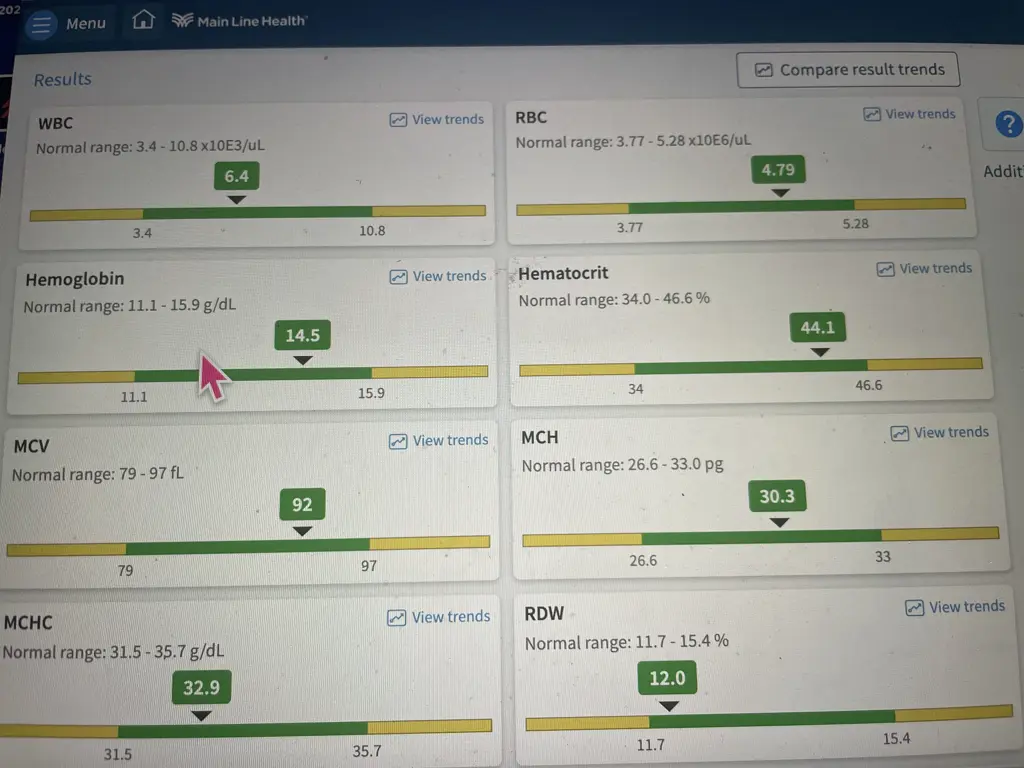 202
Menu
Main Line Health
Results
Compare result trends
WBC
View trends
Normal range: 3.4 - 10.8 x10E3/uL
6.4
3.4
10.8
RBC
View trends
Normal range: 3.77 - 5.28 x10E6/uL
4.79
3.77
5.28
?
Addit
Hemoglobin
View trends
Normal range: 11.1 - 15.9 g/dL
14.5
11.1
15.9
Hematocrit
View trends
Normal range: 34.0 - 46.6 %
44.1
34
46.6
MCV
View trends
Normal range: 79 - 97 fL
92
79
97
MCH
View trends
Normal range: 26.6 - 33.0 pg
30.3
26.6
33
MCHC
View trends
Normal range: 31.5 - 35.7 g/dL
32.9
31.5
35.7
RDW
View trends
Normal range: 11.7 - 15.4 %
12.0
11.7
15.4